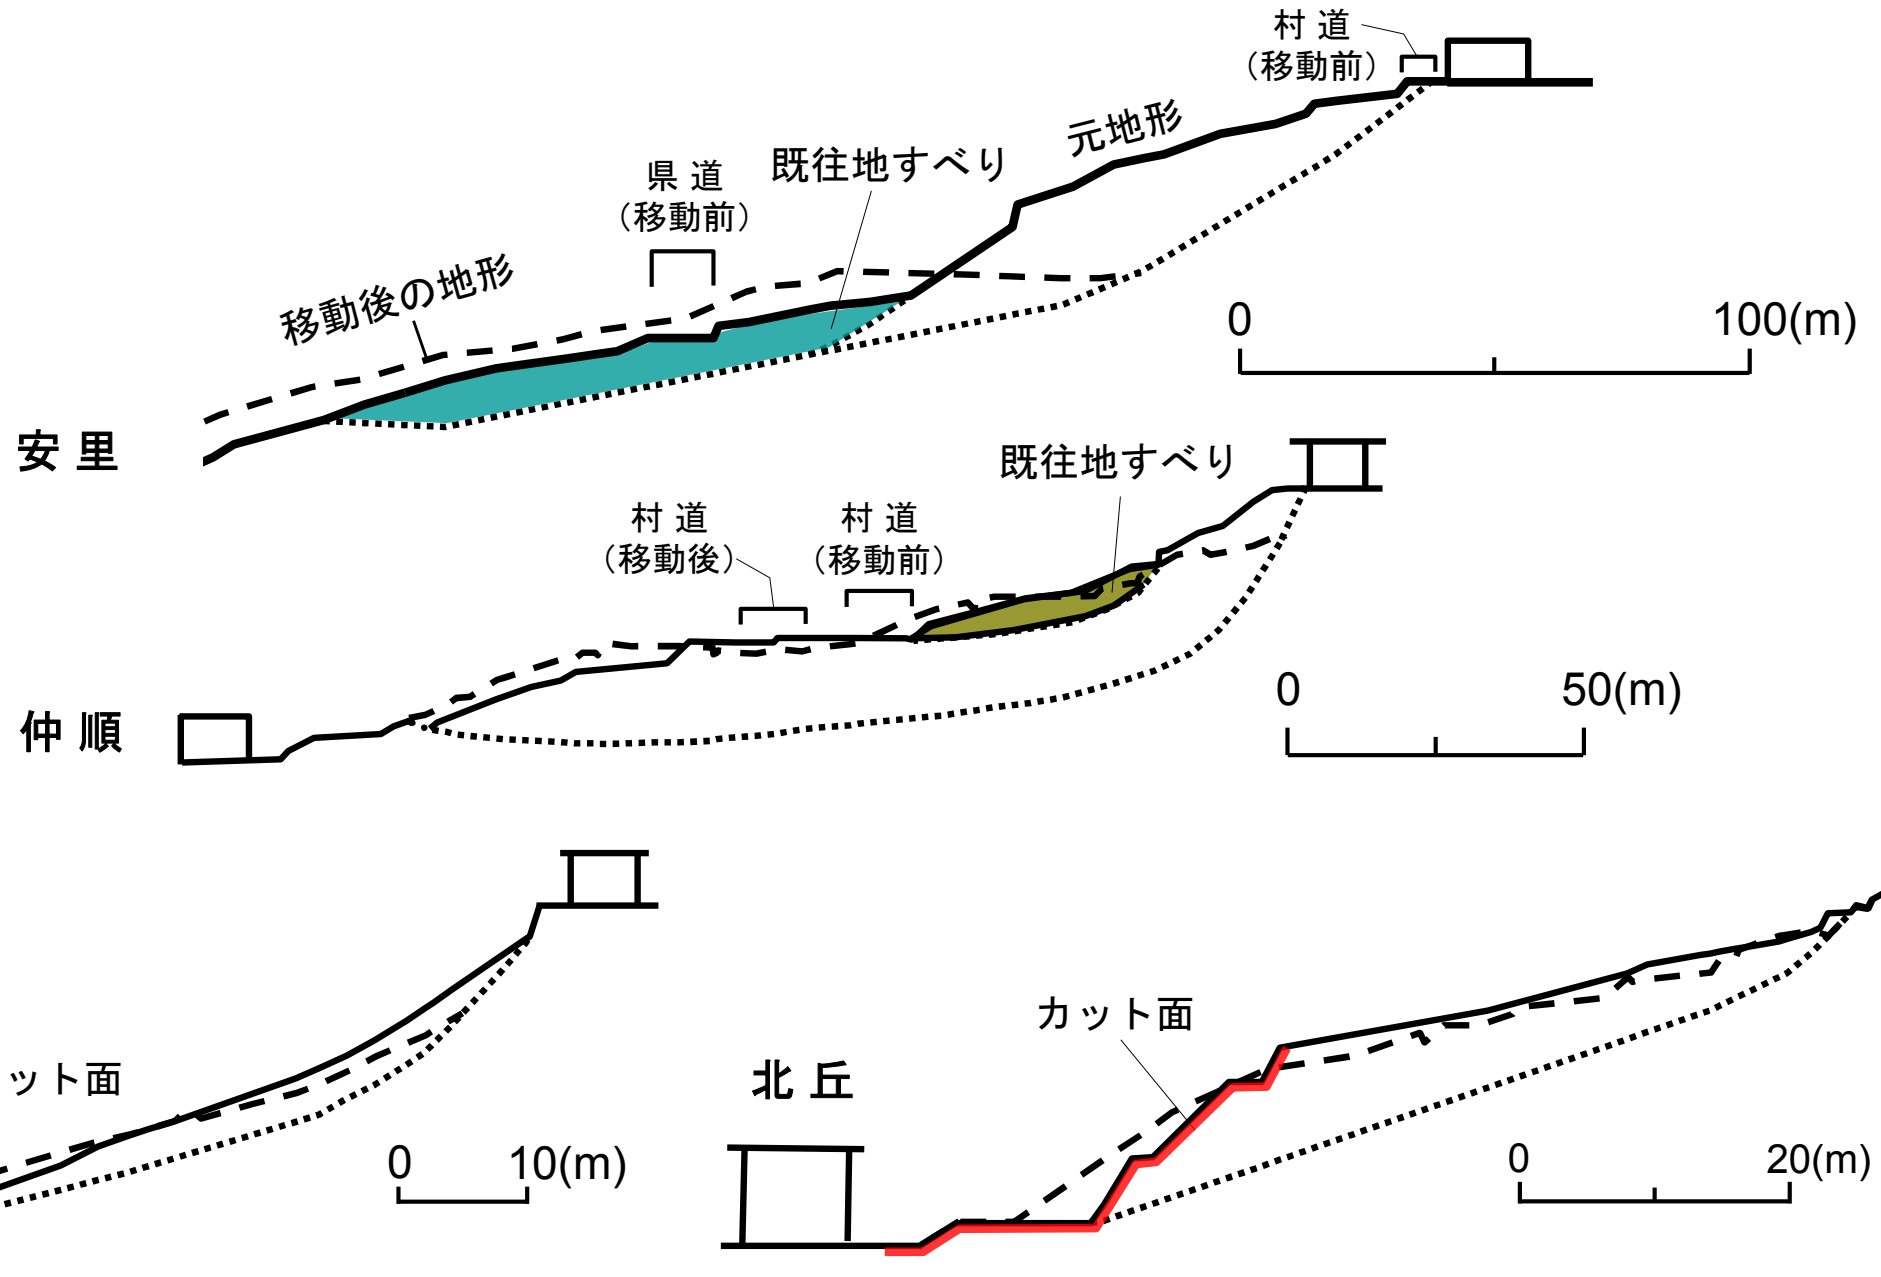 村 道
(移動前)
元地形
既往地すべり
県 道
(移動前)
移動後の地形
0 100(m)
安 里
既往地すべり
村 道
(移動後)
村 道
(移動前)
0 50(m)
仲 順
カット面
ット面
北 丘
0 10(m)
0 20(m)